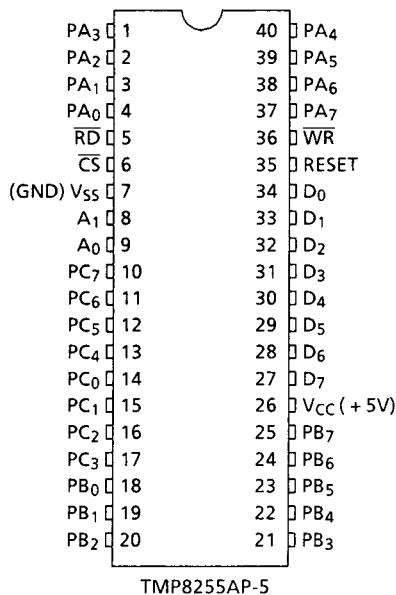 PA3 1 40 PA4
PA2 2 39 PA5
PA1 3 38 PA6
PA0 4 37 PA7
R̅D̅ 5 36 W̅R̅
C̅S̅ 6 35 RESET
(GND) VSS 7 34 D0
A1 8 33 D1
A0 9 32 D2
PC7 10 31 D3
PC6 11 30 D4
PC5 12 29 D5
PC4 13 28 D6
PC0 14 27 D7
PC1 15 26 VCC ( + 5V)
PC2 16 25 PB7
PC3 17 24 PB6
PB0 18 23 PB5
PB1 19 22 PB4
PB2 20 21 PB3
TMP8255AP-5